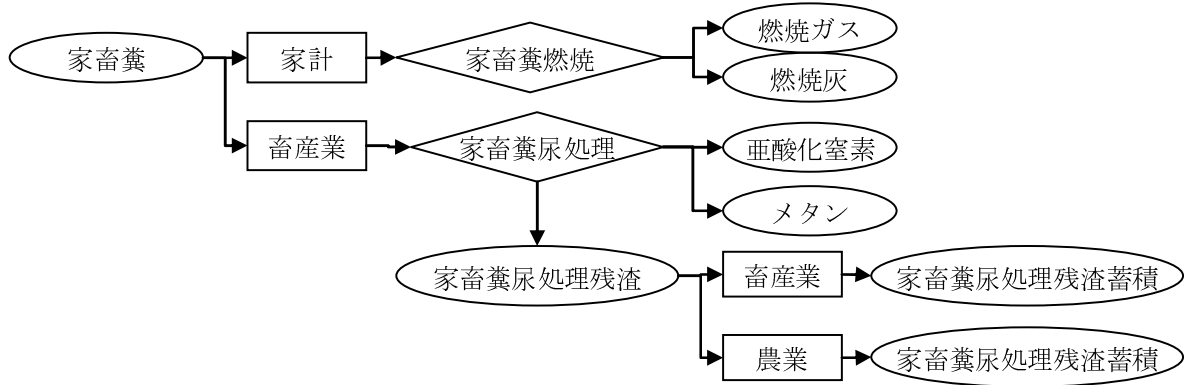 燃焼ガス
家畜糞
家計
家畜糞燃焼
燃焼灰
畜産業
家畜糞尿処理
亜酸化窒素
メタン
家畜糞尿処理残渣
畜産業
家畜糞尿処理残渣蓄積
農業
家畜糞尿処理残渣蓄積